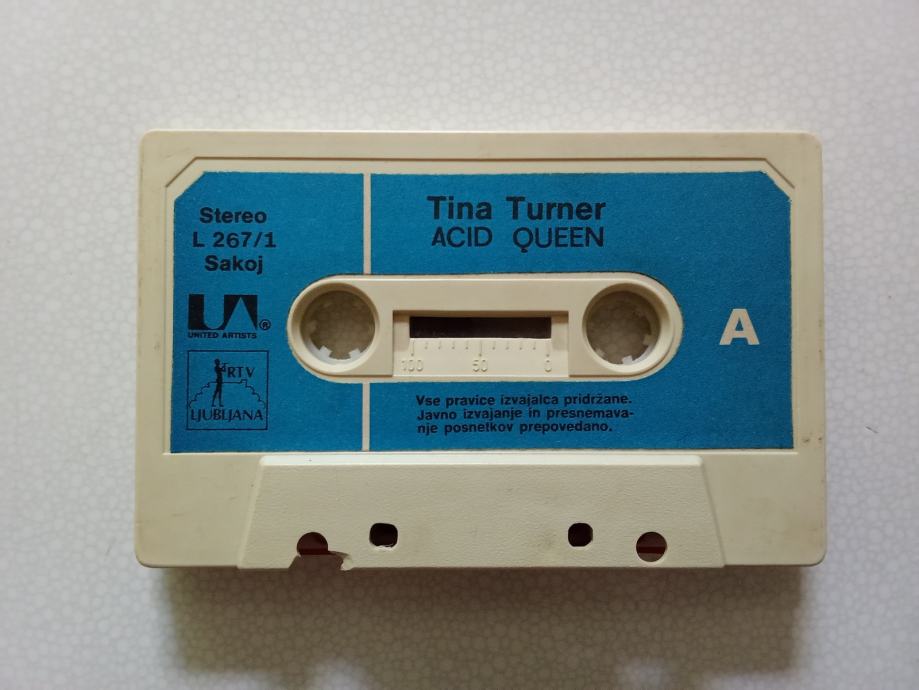 Stereo
L 267/1
Sakoj
UA ®
UNITED ARTISTS
RTV
LJUBLJANA
Tina Turner
ACID QUEEN
A
100 50 0
Vse pravice izvajalca pridržane.
Javno izvajanje in presnemava-
nje posnetkov prepovedano.